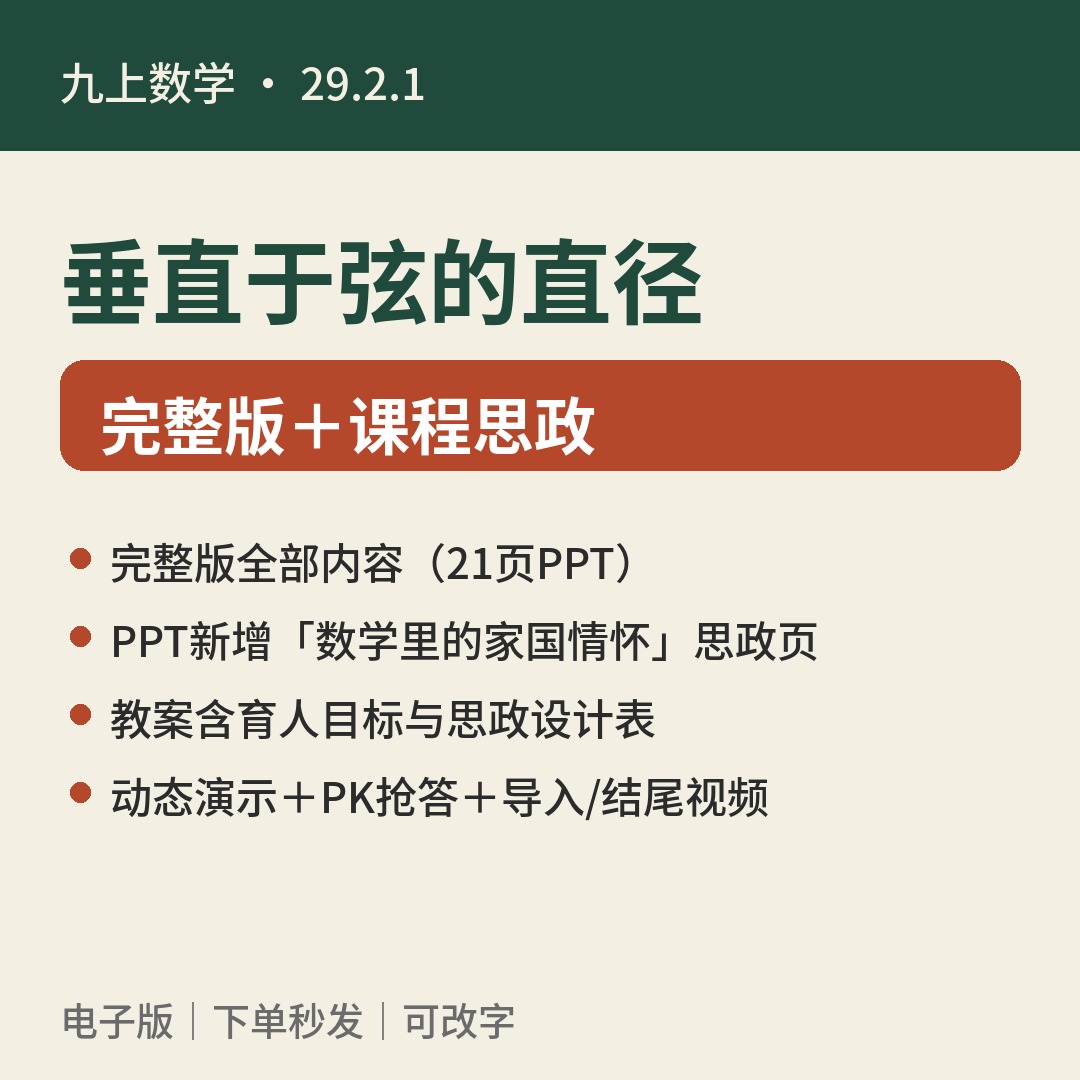 九上数学 · 29.2.1
垂直于弦的直径
完整版＋课程思政
● 完整版全部内容（21页PPT）
● PPT新增「数学里的家国情怀」思政页
● 教案含育人目标与思政设计表
● 动态演示＋PK抢答＋导入/结尾视频
电子版｜下单秒发｜可改字